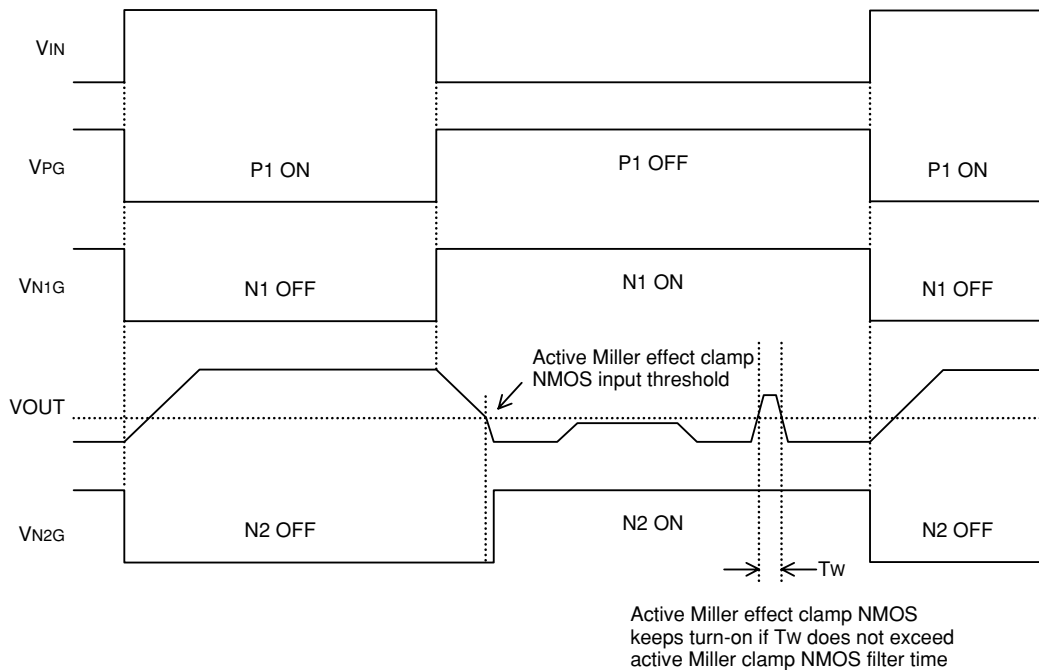 VIN
VPG
P1 ON
P1 OFF
P1 ON
VN1G
N1 OFF
N1 ON
N1 OFF
Active Miller effect clamp
NMOS input threshold
VOUT
VN2G
N2 OFF
N2 ON
N2 OFF
TW
Active Miller effect clamp NMOS
keeps turn-on if TW does not exceed
active Miller clamp NMOS filter time